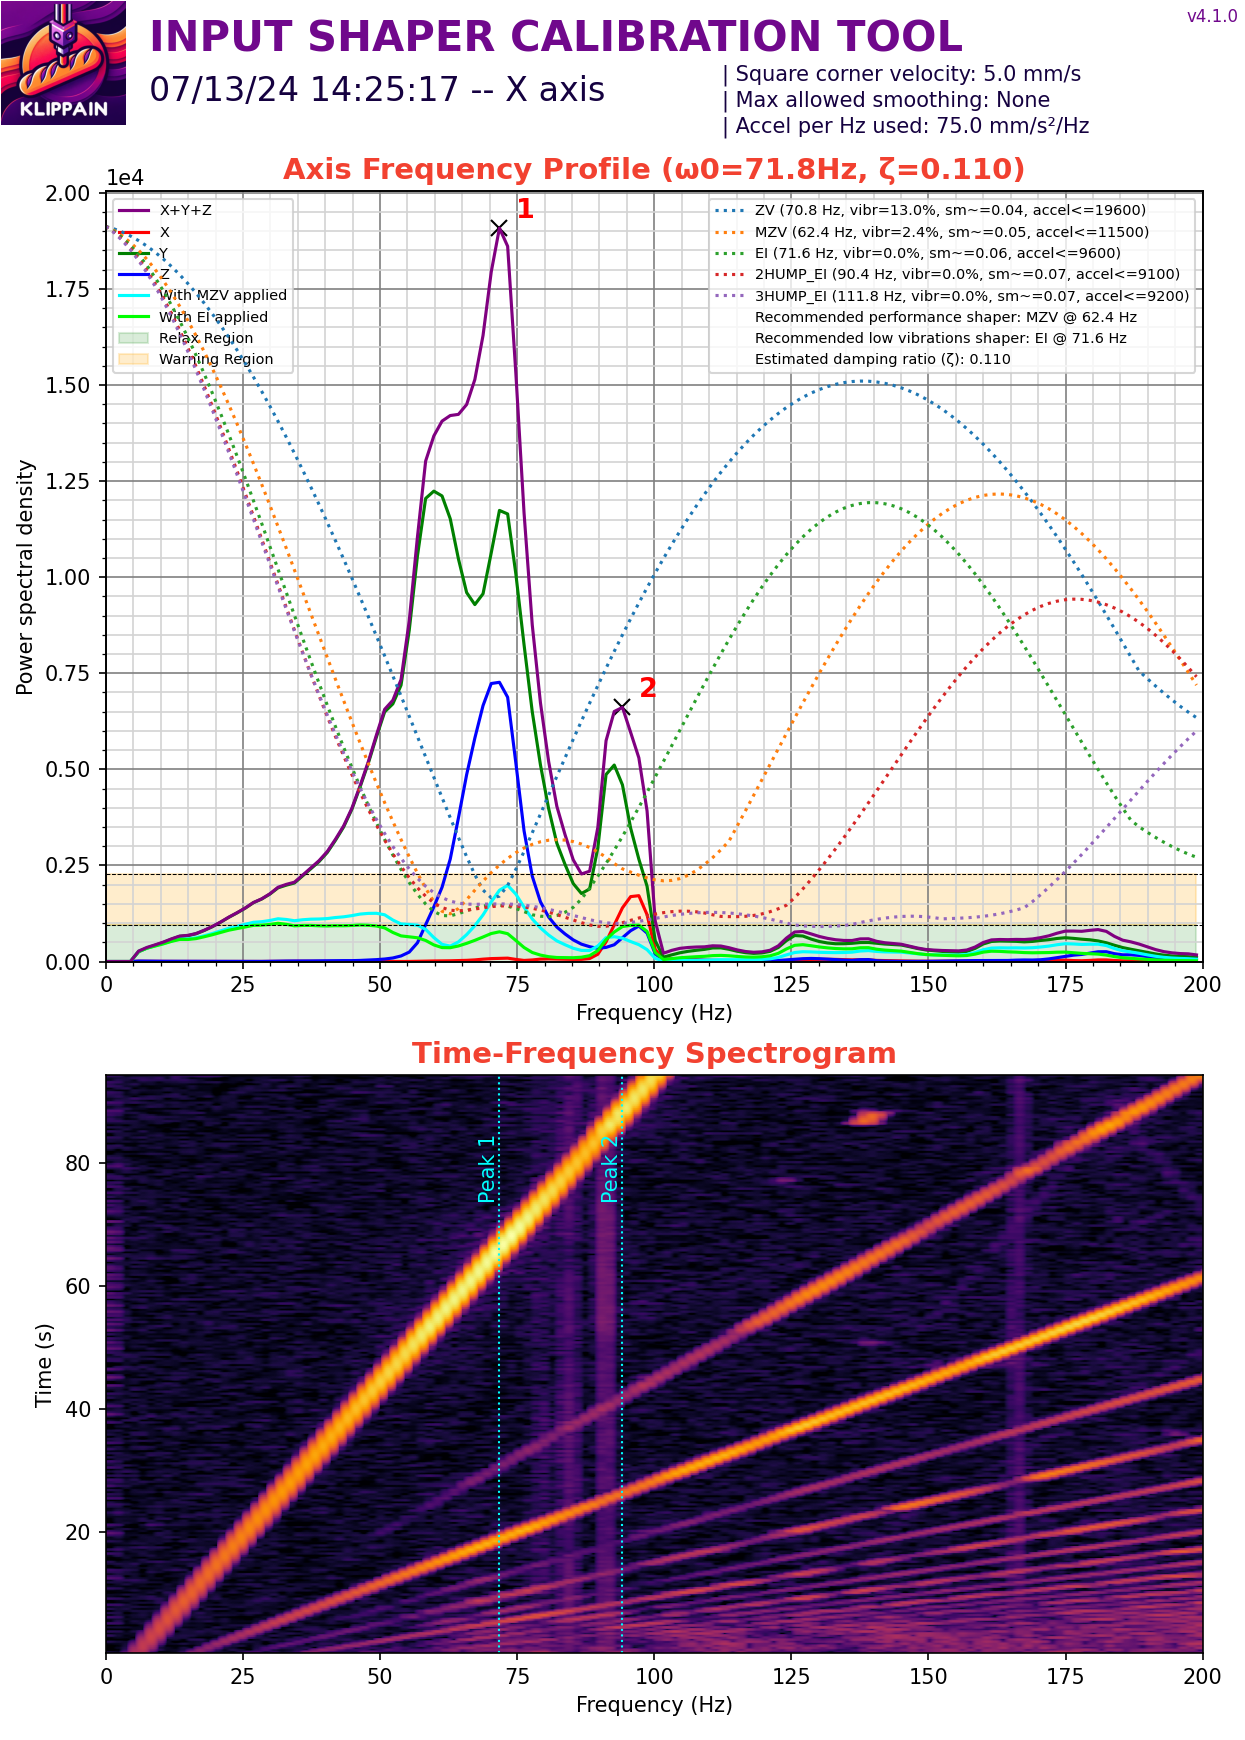 v4.1.0
INPUT SHAPER CALIBRATION TOOL
KLIPPAIN
07/13/24 14:25:17 -- X axis
| Square corner velocity: 5.0 mm/s
| Max allowed smoothing: None
| Accel per Hz used: 75.0 mm/s²/Hz
Axis Frequency Profile (ω0=71.8Hz, ζ=0.110)
1e4
2.00
1.75
1.50
1.25
1.00
0.75
0.50
0.25
0.00
Power spectral density
X+Y+Z
X
Y
Z
With MZV applied
With EI applied
Relax Region
Warning Region
1
2
ZV (70.8 Hz, vibr=13.0%, sm~=0.04, accel<=19600)
MZV (62.4 Hz, vibr=2.4%, sm~=0.05, accel<=11500)
EI (71.6 Hz, vibr=0.0%, sm~=0.06, accel<=9600)
2HUMP_EI (90.4 Hz, vibr=0.0%, sm~=0.07, accel<=9100)
3HUMP_EI (111.8 Hz, vibr=0.0%, sm~=0.07, accel<=9200)
Recommended performance shaper: MZV @ 62.4 Hz
Recommended low vibrations shaper: EI @ 71.6 Hz
Estimated damping ratio (ζ): 0.110
0 25 50 75 100 125 150 175 200
Frequency (Hz)
Time-Frequency Spectrogram
80
60
40
20
Time (s)
Peak 1
Peak 2
0 25 50 75 100 125 150 175 200
Frequency (Hz)